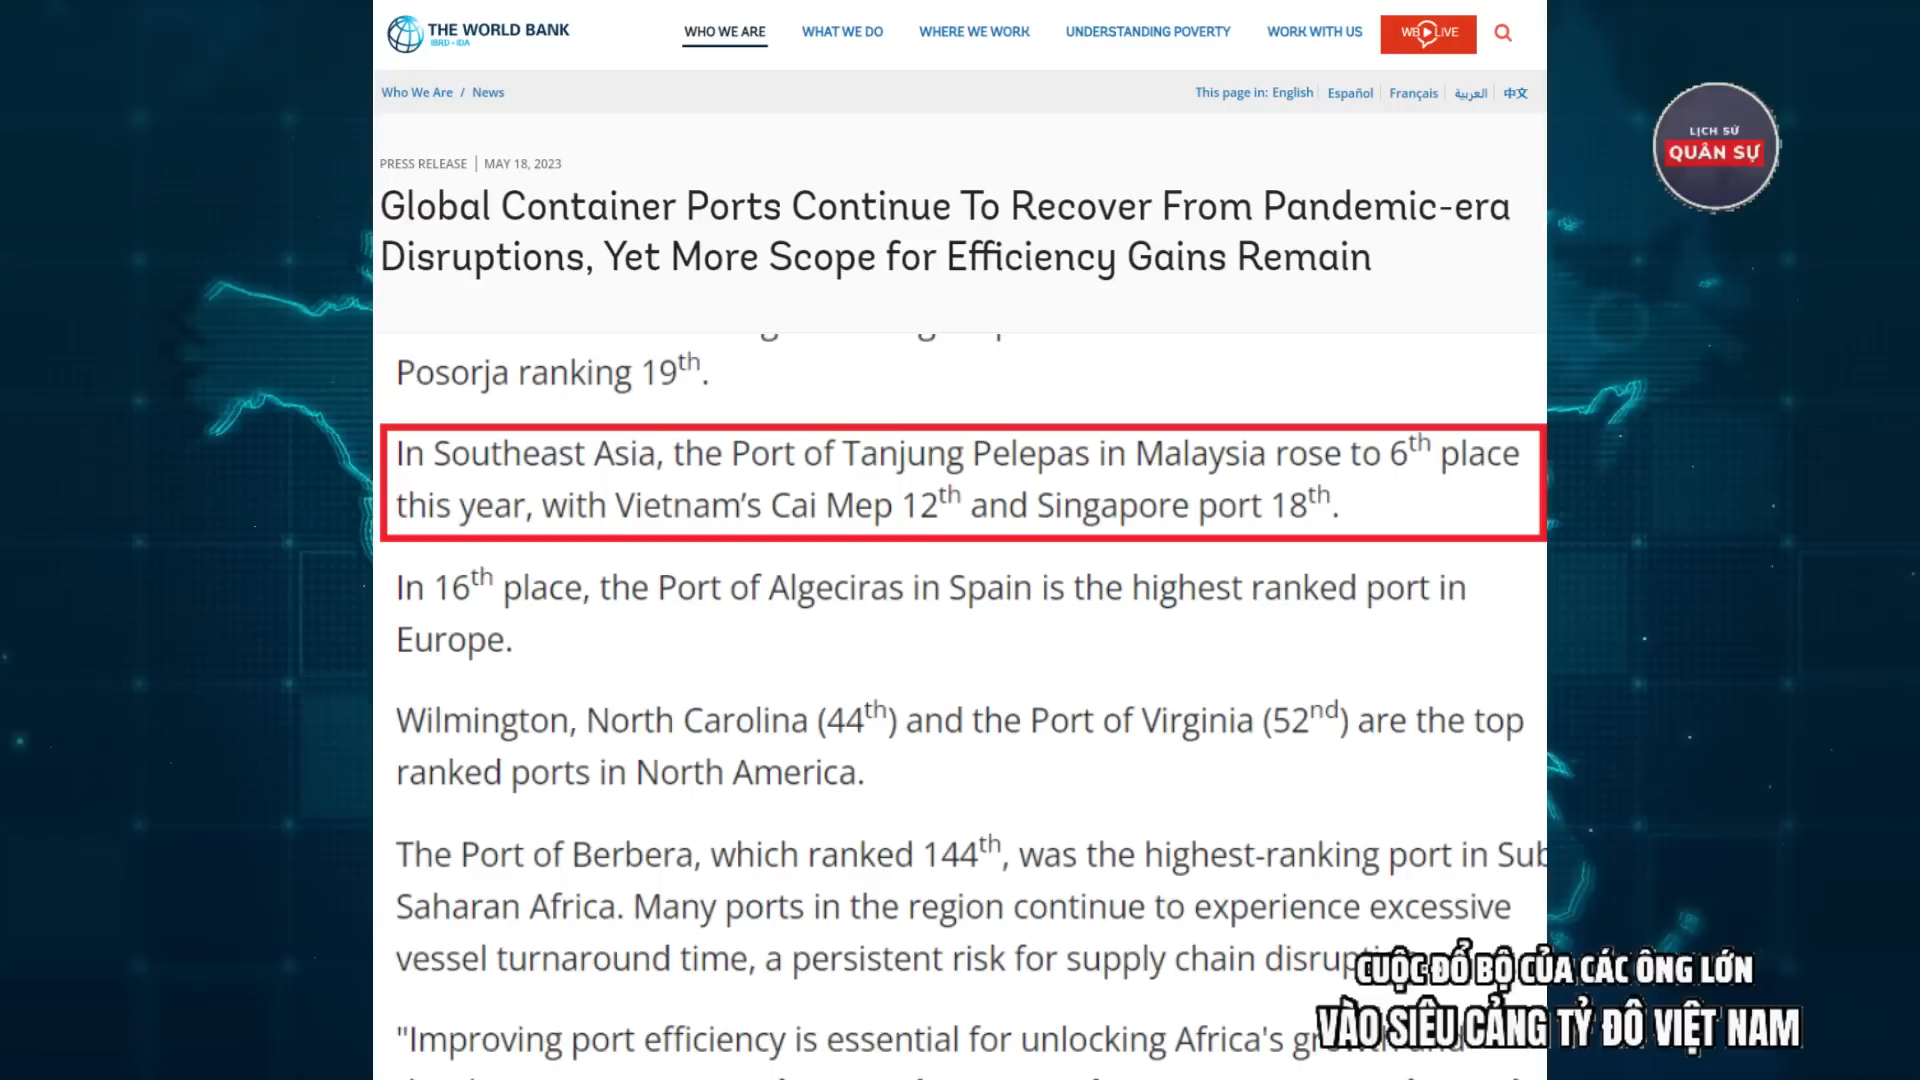 THE WORLD BANK
IBRD • IDA
WHO WE ARE
WHAT WE DO
WHERE WE WORK
UNDERSTANDING POVERTY
WORK WITH US
WB LIVE
Who We Are / News
This page in: English
Español
Français
العربية
中文
LỊCH SỬ
QUÂN SỰ
PRESS RELEASE | MAY 18, 2023
Global Container Ports Continue To Recover From Pandemic-era
Disruptions, Yet More Scope for Efficiency Gains Remain
Posorja ranking 19th.
In Southeast Asia, the Port of Tanjung Pelepas in Malaysia rose to 6th place
this year, with Vietnam’s Cai Mep 12th and Singapore port 18th.
In 16th place, the Port of Algeciras in Spain is the highest ranked port in
Europe.
Wilmington, North Carolina (44th) and the Port of Virginia (52nd) are the top
ranked ports in North America.
The Port of Berbera, which ranked 144th, was the highest-ranking port in Sub
Saharan Africa. Many ports in the region continue to experience excessive
vessel turnaround time, a persistent risk for supply chain
"Improving port efficiency is essential for unlocking Africa's
CUỘC ĐỔ BỘ CỦA CÁC ÔNG LỚN
VÀO SIÊU CẢNG TỶ ĐÔ VIỆT NAM